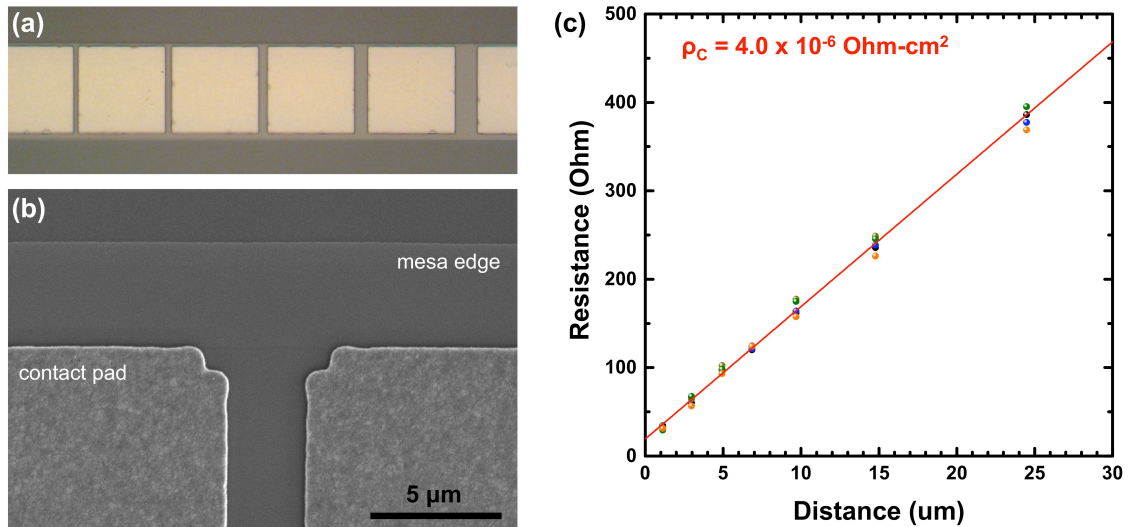 (a)
(b)
mesa edge
contact pad
5 μm
(c)
ρC = 4.0 x 10⁻⁶ Ohm-cm²
500
400
300
200
100
0
Resistance (Ohm)
0 5 10 15 20 25 30
Distance (um)